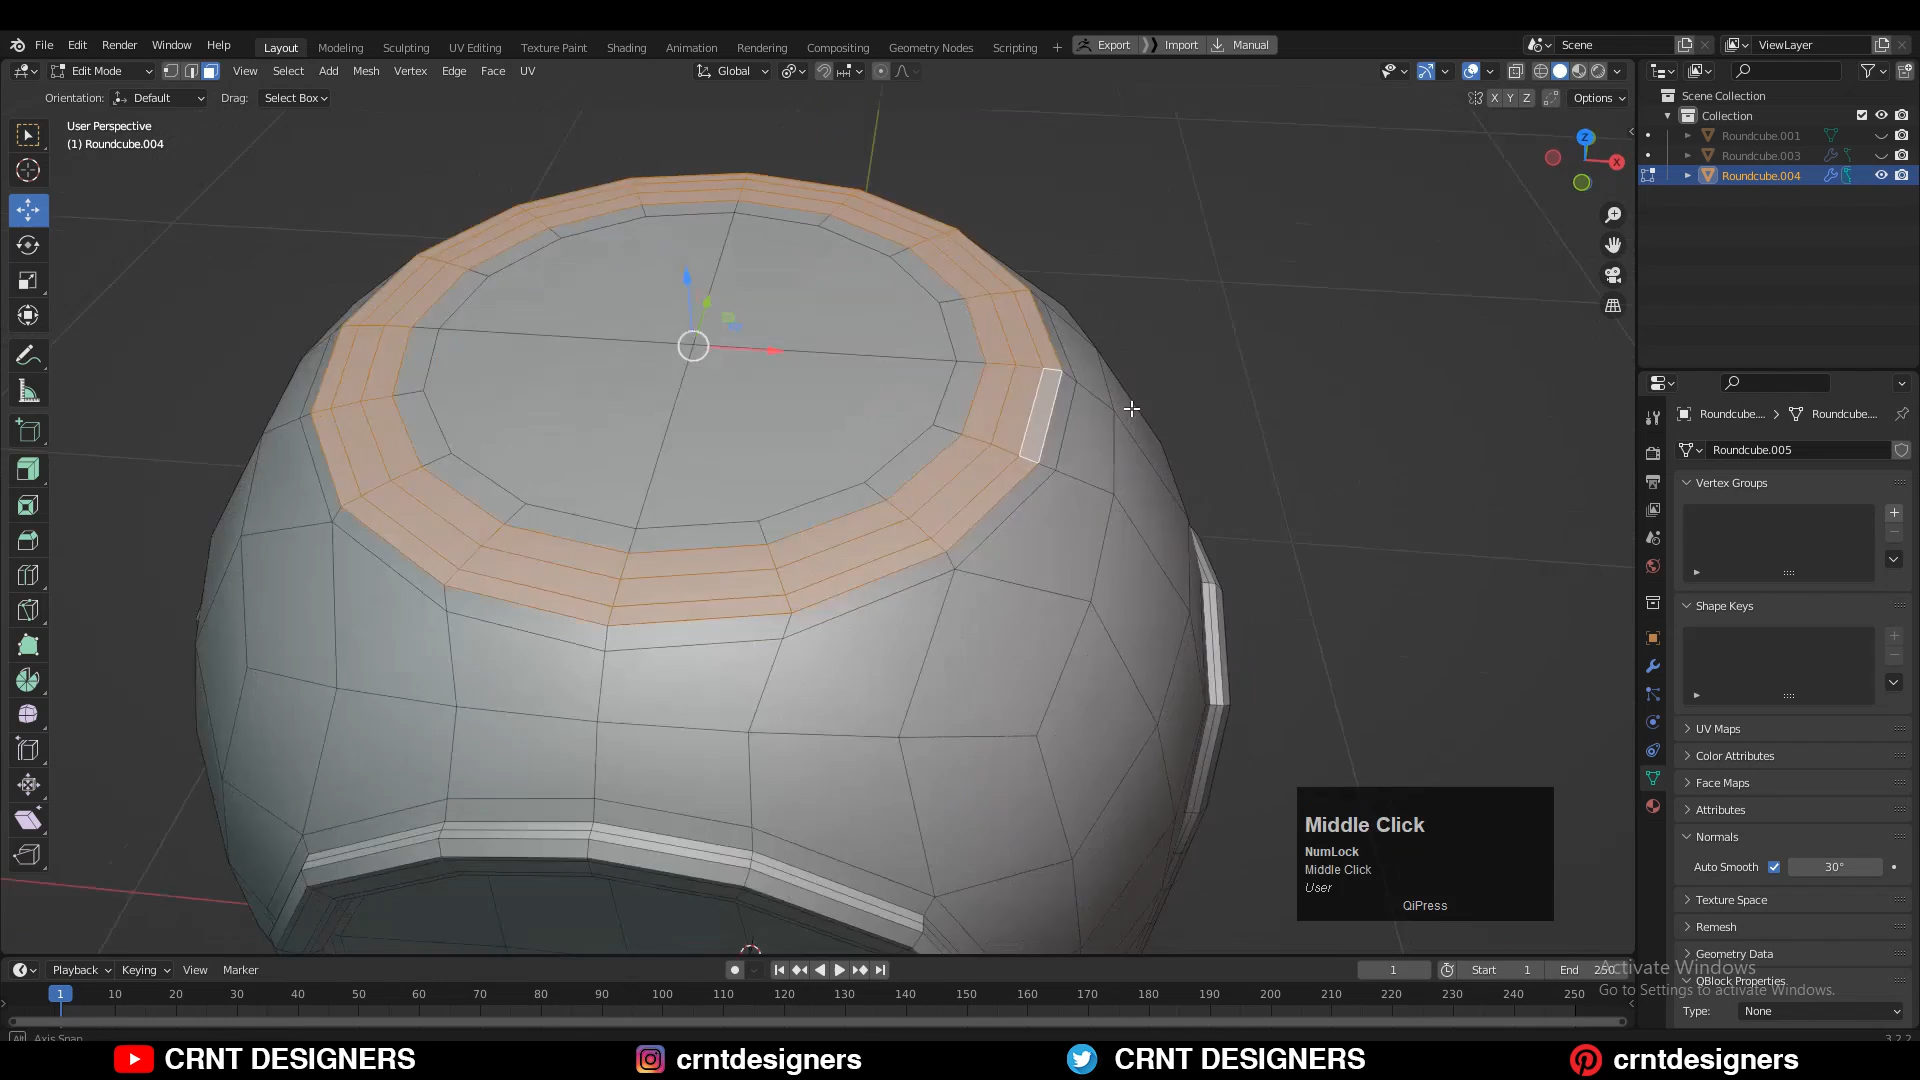 File Edit Render Window Help Layout Modeling Sculpting UV Editing Texture Paint Shading Animation Rendering Compositing Geometry Nodes Scripting + Export Import Manual Scene ViewLayer
Edit Mode View Select Add Mesh Vertex Edge Face UV Global
Orientation: Default Drag: Select Box X Y Z Options
Scene Collection
Collection
Roundcube.001
Roundcube.003
Roundcube.004
User Perspective
(1) Roundcube.004
Z
X
Roundcube.... > Roundcube....
Roundcube.005
Vertex Groups
Shape Keys
UV Maps
Color Attributes
Face Maps
Attributes
Normals
Auto Smooth 30°
Texture Space
Remesh
Geometry Data
QBlock Properties
Type: None
Middle Click
NumLock
Middle Click
User
QiPress
Activate Windows
Go to Settings to activate Windows.
Playback Keying View Marker 1 Start 1 End 250
1 10 20 30 40 50 60 70 80 90 100 110 120 130 140 150 160 170 180 190 200 210 220 230 240 250
Alt Axis Snap
3.2.2
CRNT DESIGNERS crntdesigners CRNT DESIGNERS crntdesigners